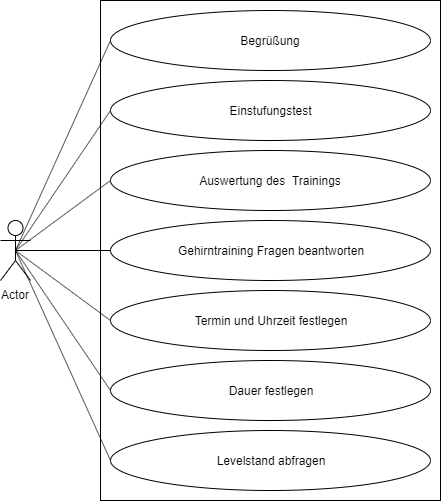 Begrüßung
Einstufungstest
Auswertung des Trainings
Gehirntraining Fragen beantworten
Actor
Termin und Uhrzeit festlegen
Dauer festlegen
Levelstand abfragen